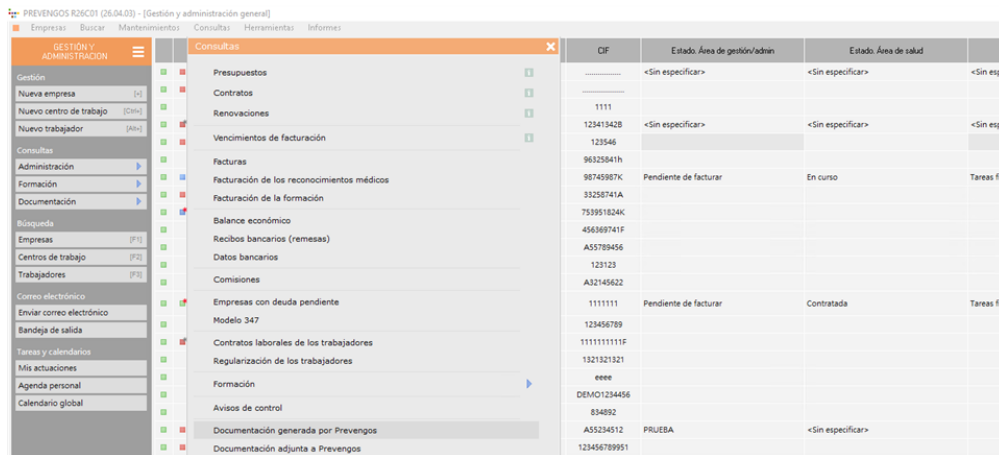 PREVENGOS R26C01 (26.04.03) - [Gestión y administración general]
Empresas Buscar Mantenimientos Consultas Herramientas Informes
GESTIÓN Y
ADMINISTRACION
Gestión
Nueva empresa [+]
Nuevo centro de trabajo [Ctrl+]
Nuevo trabajador [Alt+]
Consultas
Administración
Formación
Documentación
Búsqueda
Empresas [F1]
Centros de trabajo [F2]
Trabajadores [F3]
Correo electrónico
Enviar correo electrónico
Bandeja de salida
Tareas y calendarios
Mis actuaciones
Agenda personal
Calendario global
Consultas
Presupuestos
Contratos
Renovaciones
Vencimientos de facturación
Facturas
Facturación de los reconocimientos médicos
Facturación de la formación
Balance económico
Recibos bancarios (remesas)
Datos bancarios
Comisiones
Empresas con deuda pendiente
Modelo 347
Contratos laborales de los trabajadores
Regularización de los trabajadores
Formación
Avisos de control
Documentación generada por Prevengos
Documentación adjunta a Prevengos
CIF Estado. Área de gestión/admin Estado. Área de salud
................ <Sin especificar> <Sin especificar> <Sin esp
................
1111
12341342B <Sin especificar> <Sin especificar> <Sin esp
123546
96325841h
98745987K Pendiente de facturar En curso Tareas f
33258741A
753951824K
456369741F
A55789456
123123
A32145622
1111111 Pendiente de facturar Contratada Tareas f
123456789
1111111111F
1321321321
eeee
DEMO1234456
834892
A55234512 PRUEBA <Sin especificar>
123456789951